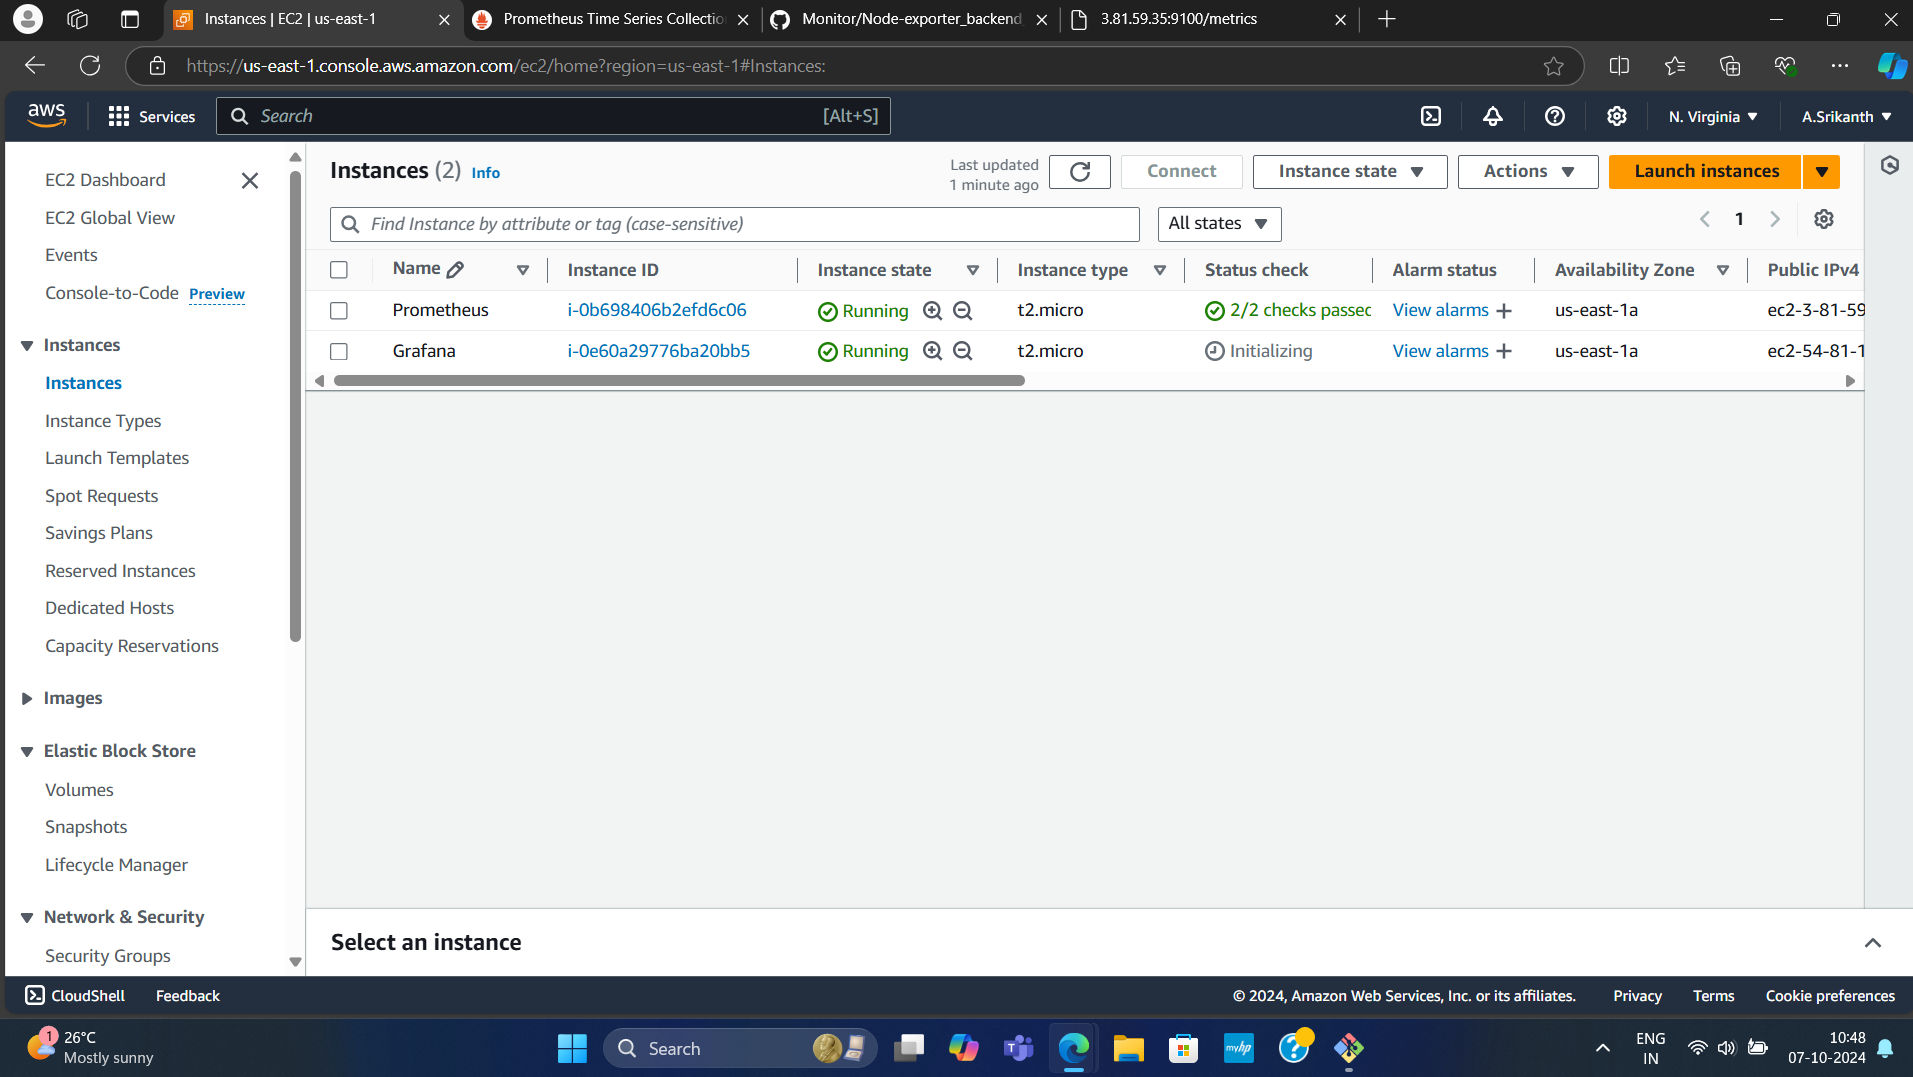 Instances | EC2 | us-east-1
Prometheus Time Series Collectio
Monitor/Node-exporter_backend_
3.81.59.35:9100/metrics
https://us-east-1.console.aws.amazon.com/ec2/home?region=us-east-1#Instances:
aws
Services
Search
[Alt+S]
N. Virginia
A.Srikanth
EC2 Dashboard
EC2 Global View
Events
Console-to-Code Preview
Instances
Instances
Instance Types
Launch Templates
Spot Requests
Savings Plans
Reserved Instances
Dedicated Hosts
Capacity Reservations
Images
Elastic Block Store
Volumes
Snapshots
Lifecycle Manager
Network & Security
Security Groups
Instances (2) Info
Last updated
1 minute ago
Connect
Instance state
Actions
Launch instances
Find Instance by attribute or tag (case-sensitive)
All states
1
Name Instance ID Instance state Instance type Status check Alarm status Availability Zone Public IPv4
Prometheus i-0b698406b2efd6c06 Running t2.micro 2/2 checks passed View alarms us-east-1a ec2-3-81-59
Grafana i-0e60a29776ba20bb5 Running t2.micro Initializing View alarms us-east-1a ec2-54-81-1
Select an instance
CloudShell Feedback
© 2024, Amazon Web Services, Inc. or its affiliates. Privacy Terms Cookie preferences
1
26°C
Mostly sunny
Search
myhp
ENG
IN
10:48
07-10-2024